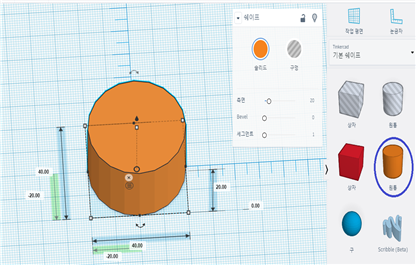 쉐이프
솔리드
구멍
측면
20
Bevel
0
세그먼트
1
40.00
-20.00
20.00
0.00
40.00
-20.00
작업 평면
눈금자
Tinkercad
기본 쉐이프
상자
원통
상자
원통
구
Scribble (Beta)